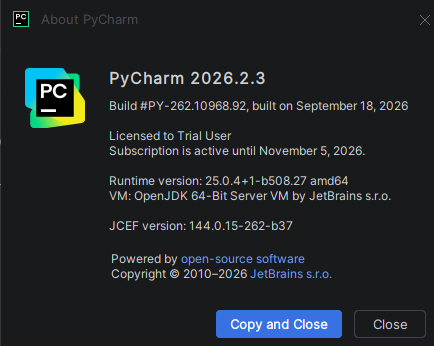 About PyCharm
PC
PyCharm 2026.2.3
Build #PY-262.10968.92, built on September 18, 2026
Licensed to Trial User
Subscription is active until November 5, 2026.
Runtime version: 25.0.4+1-b508.27 amd64
VM: OpenJDK 64-Bit Server VM by JetBrains s.r.o.
JCEF version: 144.0.15-262-b37
Powered by open-source software
Copyright © 2010–2026 JetBrains s.r.o.
Copy and Close
Close